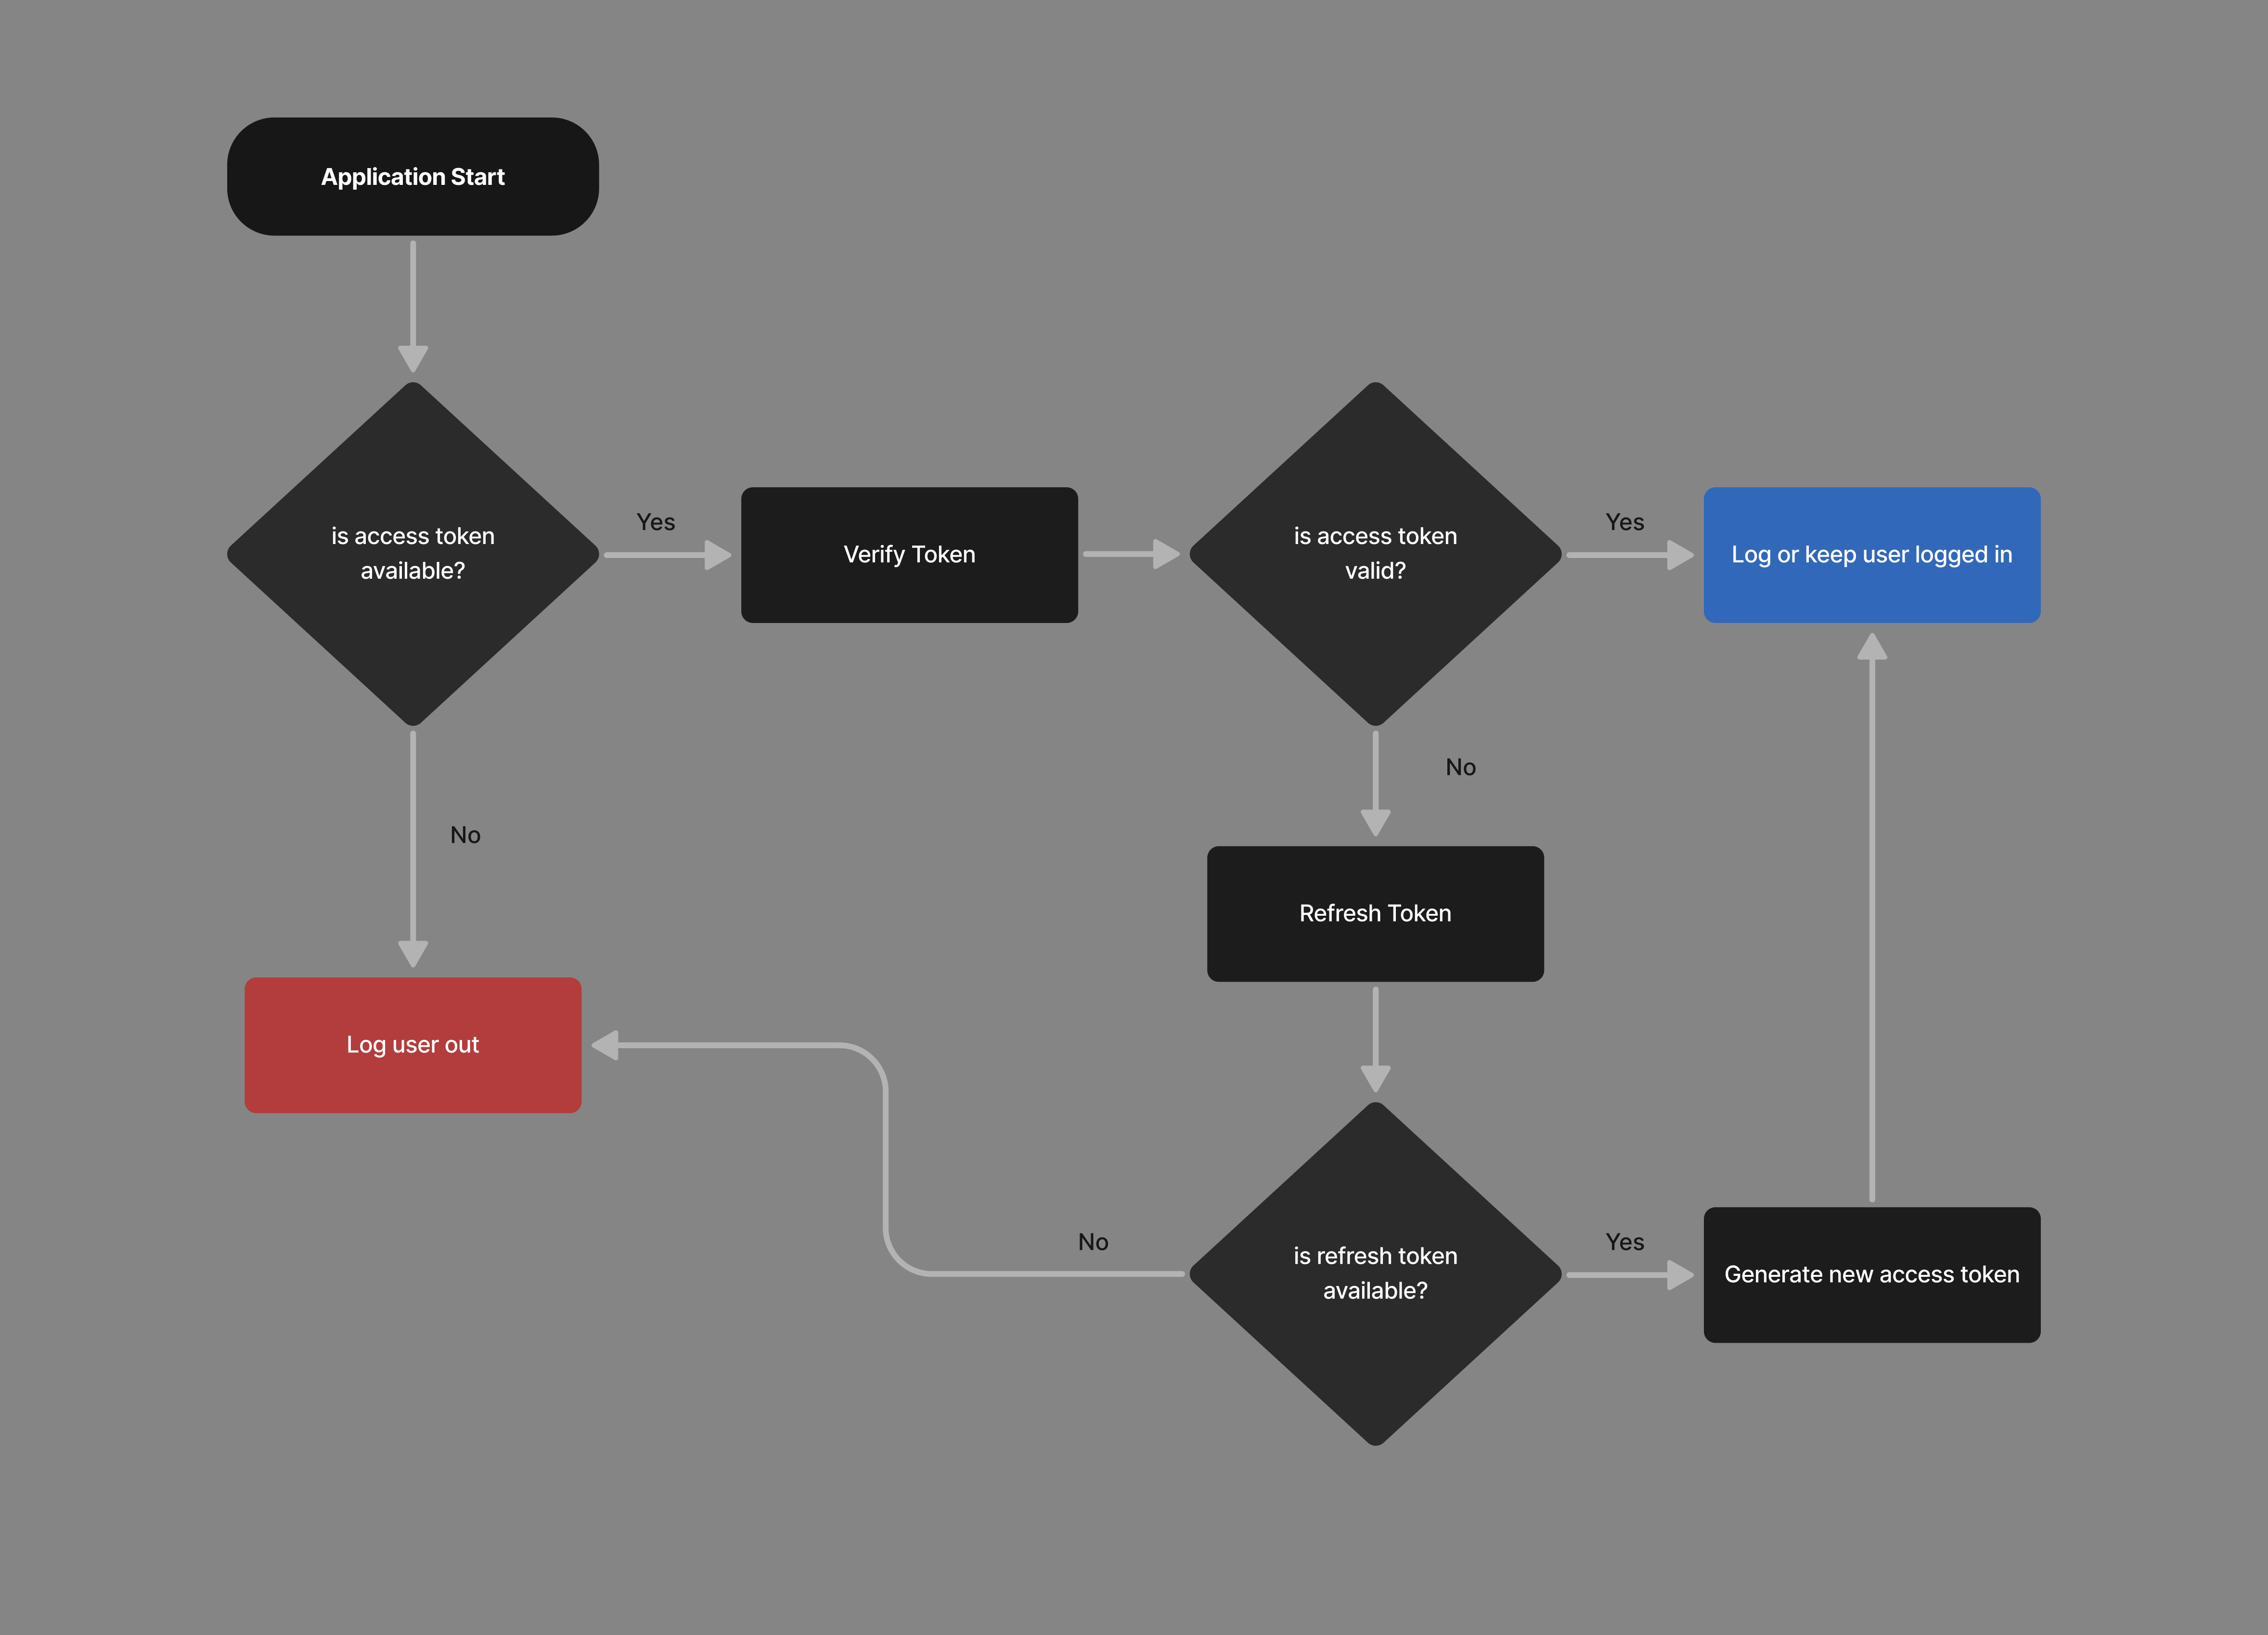 Application Start
is access token
available?
Yes
Verify Token
is access token
valid?
Yes
Log or keep user logged in
No
No
Refresh Token
Log user out
No
is refresh token
available?
Yes
Generate new access token